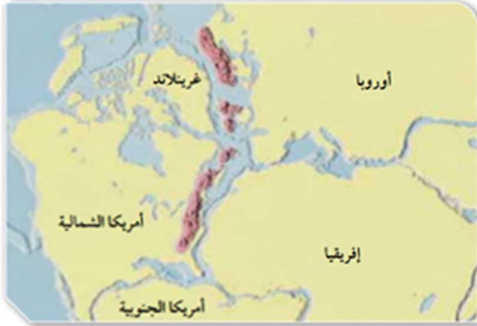 غرينلاند
أوروبا
أمريكا الشمالية
إفريقيا
أمريكا الجنوبية